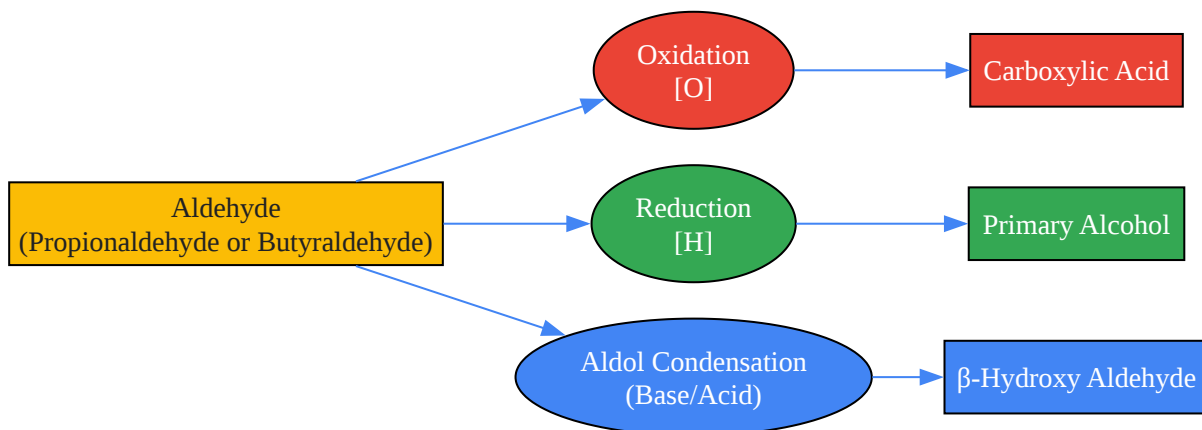 Oxidation
[O]
Carboxylic Acid
Aldehyde
(Propionaldehyde or Butyraldehyde)
Reduction
[H]
Primary Alcohol
Aldol Condensation
(Base/Acid)
β-Hydroxy Aldehyde